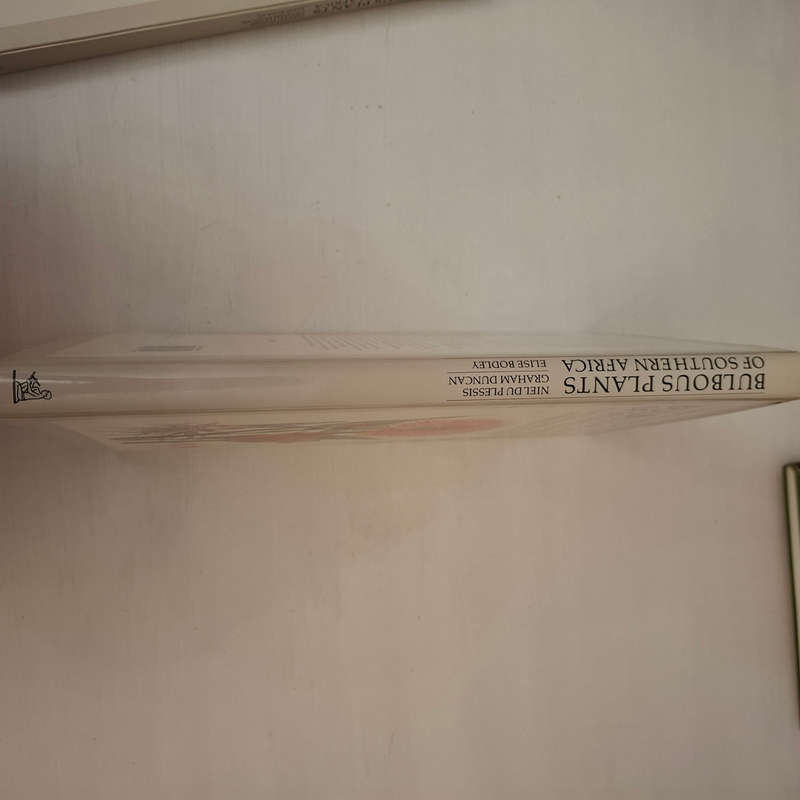 BULBOUS PLANTS
OF SOUTHERN AFRICA
NIEL DU PLESSIS
GRAHAM DUNCAN
ELISE BODLEY